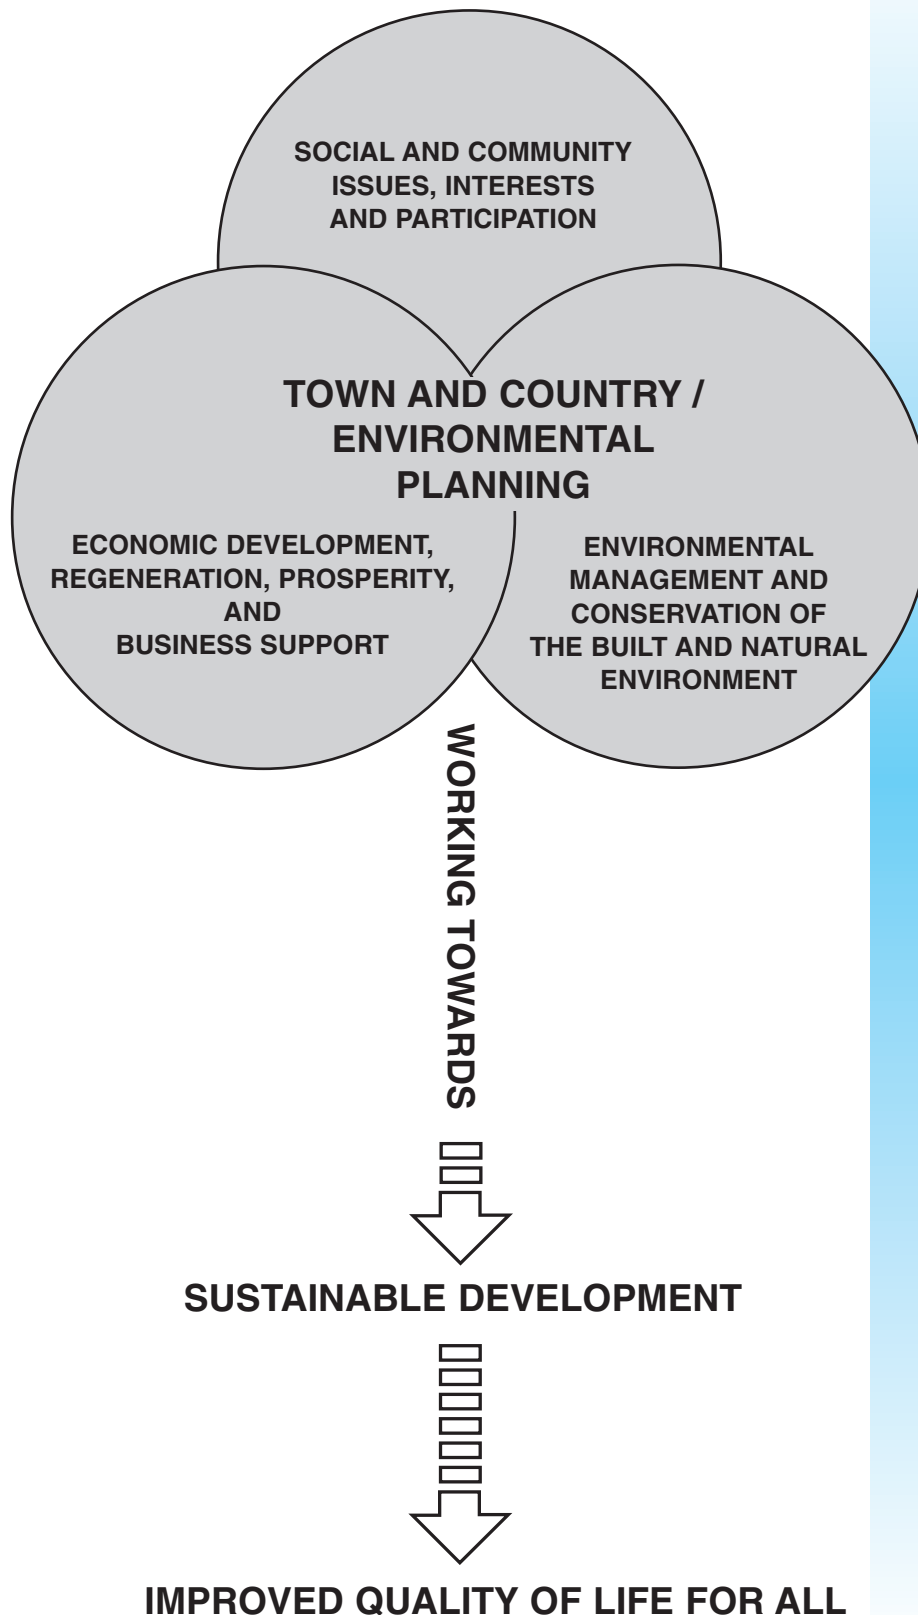 SOCIAL AND COMMUNITY
ISSUES, INTERESTS
AND PARTICIPATION
TOWN AND COUNTRY /
ENVIRONMENTAL
PLANNING
ECONOMIC DEVELOPMENT,
REGENERATION, PROSPERITY,
AND
BUSINESS SUPPORT
ENVIRONMENTAL
MANAGEMENT AND
CONSERVATION OF
THE BUILT AND NATURAL
ENVIRONMENT
WORKING TOWARDS
SUSTAINABLE DEVELOPMENT
IMPROVED QUALITY OF LIFE FOR ALL